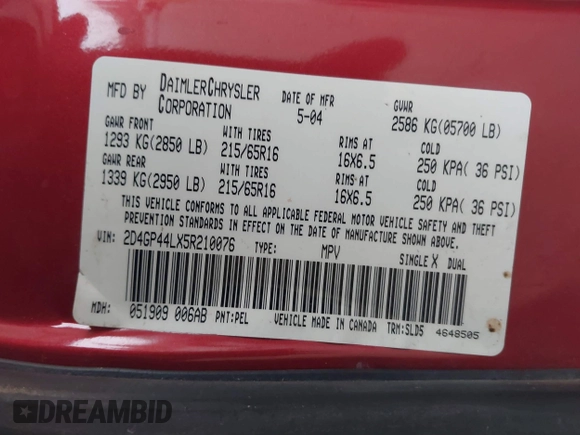 MFD BY DAIMLERCHRYSLER CORPORATION DATE OF MFR 5-04 GVWR 2586 KG(05700 LB)
GAWR FRONT WITH TIRES RIMS AT COLD
1293 KG(2850 LB) 215/65R16 16X6.5 250 KPA( 36 PSI)
GAWR REAR WITH TIRES RIMS AT COLD
1339 KG(2950 LB) 215/65R16 16X6.5 250 KPA( 36 PSI)
THIS VEHICLE CONFORMS TO ALL APPLICABLE FEDERAL MOTOR VEHICLE SAFETY AND THEFT
PREVENTION STANDARDS IN EFFECT ON THE DATE OF MANUFACTURE SHOWN ABOVE.
VIN: 2D4GP44LX5R210076 TYPE: MPV SINGLE X DUAL
MDH: 051909 006AB PNT:PEL VEHICLE MADE IN CANADA TRM:SLD5 4648505
DREAMBID